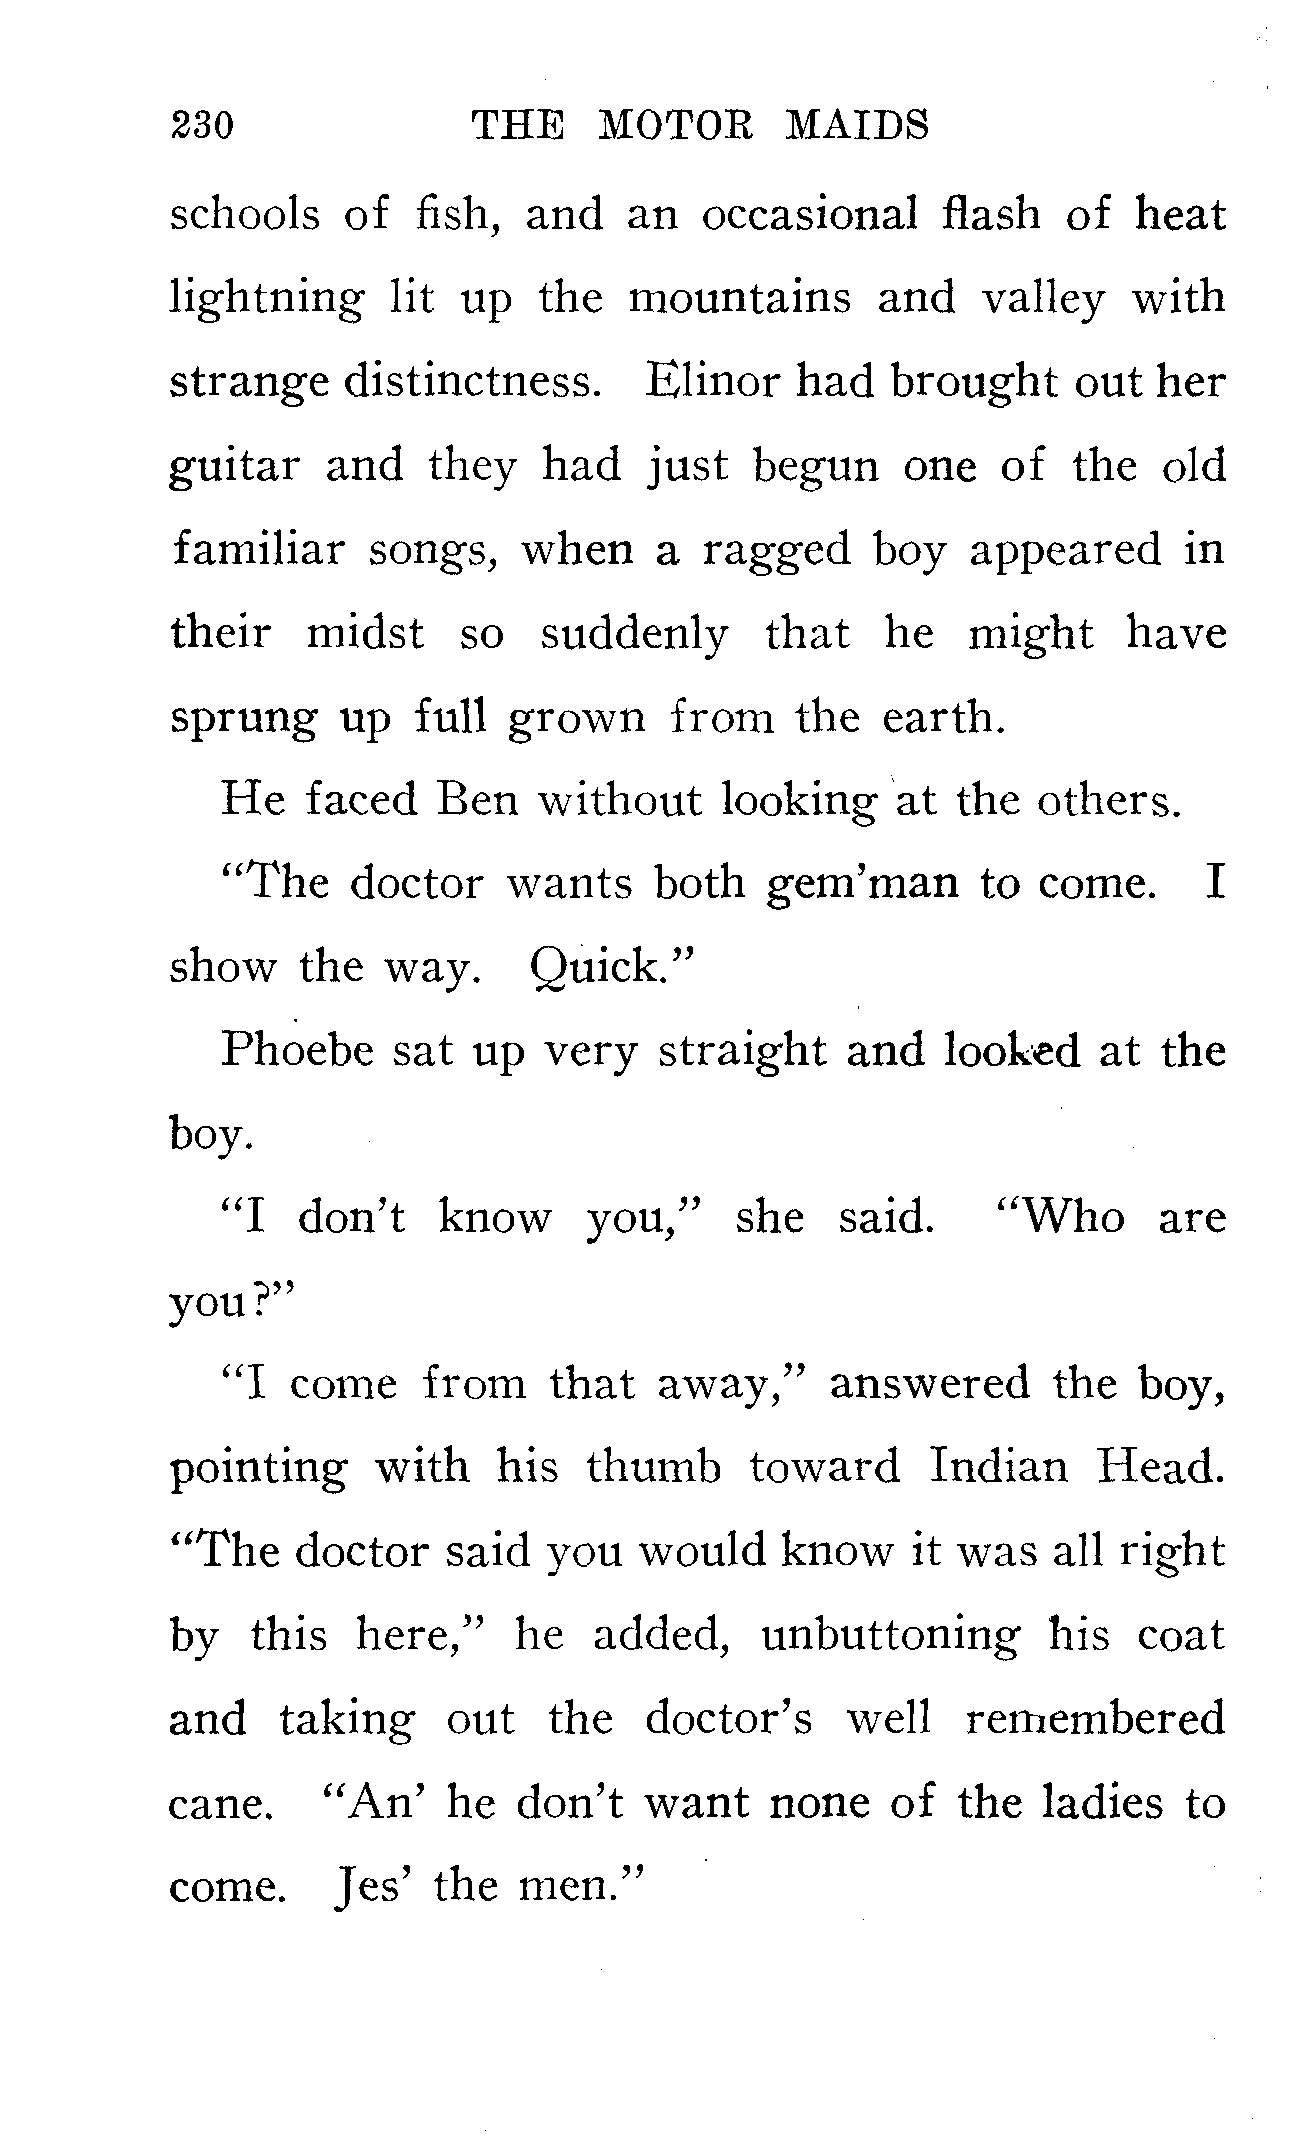 230 THE MOTOR MAIDS
schools of fish, and an occasional flash of heat
lightning lit up the mountains and valley with
strange distinctness. Elinor had brought out her
guitar and they had just begun one of the old
familiar songs, when a ragged boy appeared in
their midst so suddenly that he might have
sprung up full grown from the earth.
He faced Ben without looking at the others.
"The doctor wants both gem'man to come. I
show the way. Quick."
Phoebe sat up very straight and looked at the
boy.
"I don't know you," she said. "Who are
you?"
"I come from that away," answered the boy,
pointing with his thumb toward Indian Head.
"The doctor said you would know it was all right
by this here," he added, unbuttoning his coat
and taking out the doctor's well remembered
cane. "An' he don't want none of the ladies to
come. Jes' the men."